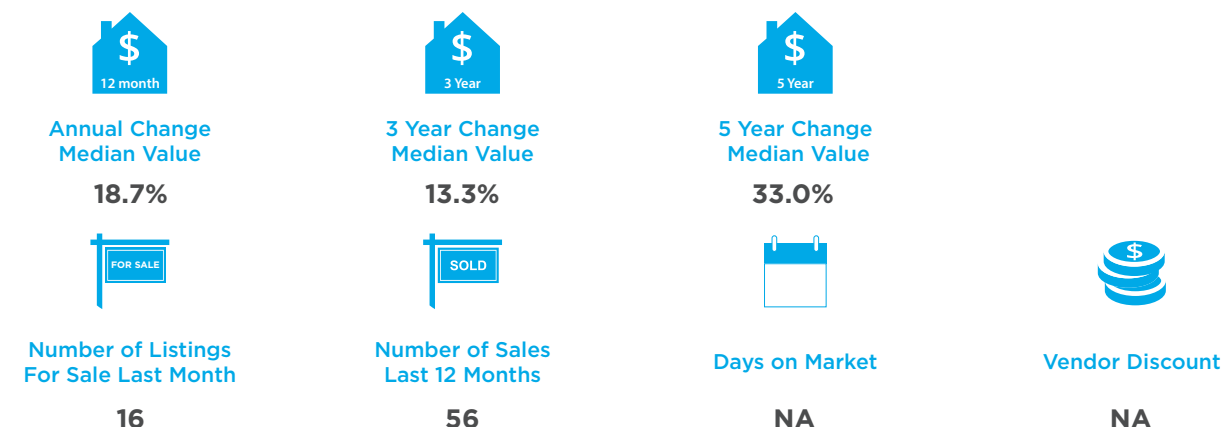 $
12 month
Annual Change
Median Value
18.7%
$
3 Year
3 Year Change
Median Value
13.3%
$
5 Year
5 Year Change
Median Value
33.0%
FOR SALE
Number of Listings
For Sale Last Month
16
SOLD
Number of Sales
Last 12 Months
56
Days on Market
NA
$
Vendor Discount
NA